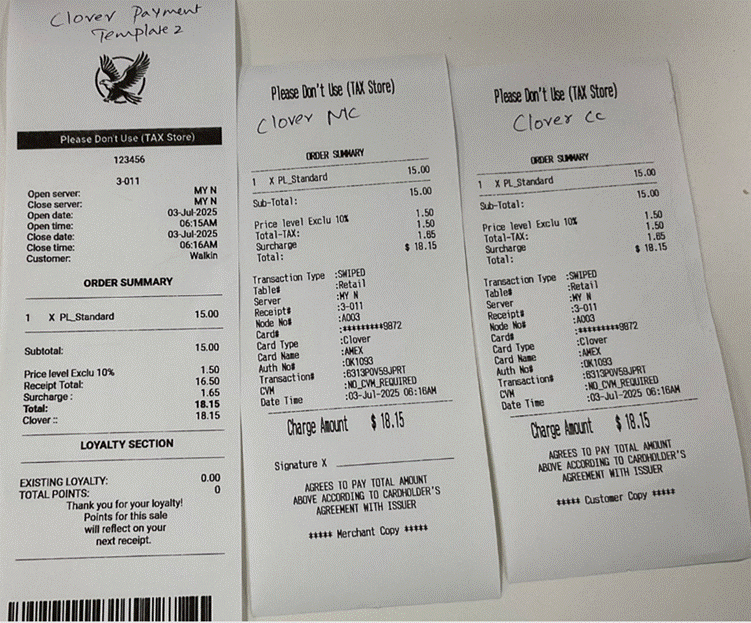 Clover Payment
Template 2
Please Don't Use (TAX Store)
123456
3-011
Open server: MY N
Close server: MY N
Open date: 03-Jul-2025
Open time: 06:15AM
Close date: 03-Jul-2025
Close time: 06:16AM
Customer: Walkin
ORDER SUMMARY
1 X PL_Standard 15.00
Subtotal: 15.00
Price level Exclu 10% 1.50
Receipt Total: 16.50
Surcharge : 1.65
Total: 18.15
Clover :: 18.15
LOYALTY SECTION
EXISTING LOYALTY: 0.00
TOTAL POINTS: 0
Thank you for your loyalty!
Points for this sale
will reflect on your
next receipt.
Please Don't Use (TAX Store)
Clover MC
ORDER SUMMARY
1 X PL_Standard 15.00
Sub-Total: 15.00
Price level Exclu 10% 1.50
Total-TAX: 1.50
Surcharge 1.65
Total: $ 18.15
Transaction Type :SWIPED
Table# :Retail
Server :MY N
Receipt# :3-011
Node No# :A003
Card# :*********9872
Card Type :Clover
Card Name :AMEX
Auth No# :OK1093
Transaction# :6313P0V59JPRT
CVM :NO_CVM_REQUIRED
Date Time :03-Jul-2025 06:16AM
Charge Amount $ 18.15
Signature X
AGREES TO PAY TOTAL AMOUNT
ABOVE ACCORDING TO CARDHOLDER'S
AGREEMENT WITH ISSUER
***** Merchant Copy *****
Please Don't Use (TAX Store)
Clover CC
ORDER SUMMARY
1 X PL_Standard 15.00
Sub-Total: 15.00
Price level Exclu 10% 1.50
Total-TAX: 1.50
Surcharge 1.65
Total: $ 18.15
Transaction Type :SWIPED
Table# :Retail
Server :MY N
Receipt# :3-011
Node No# :A003
Card# :*********9872
Card Type :Clover
Card Name :AMEX
Auth No# :OK1093
Transaction# :6313P0V59JPRT
CVM :NO_CVM_REQUIRED
Date Time :03-Jul-2025 06:16AM
Charge Amount $ 18.15
AGREES TO PAY TOTAL AMOUNT
ABOVE ACCORDING TO CARDHOLDER'S
AGREEMENT WITH ISSUER
***** Customer Copy *****